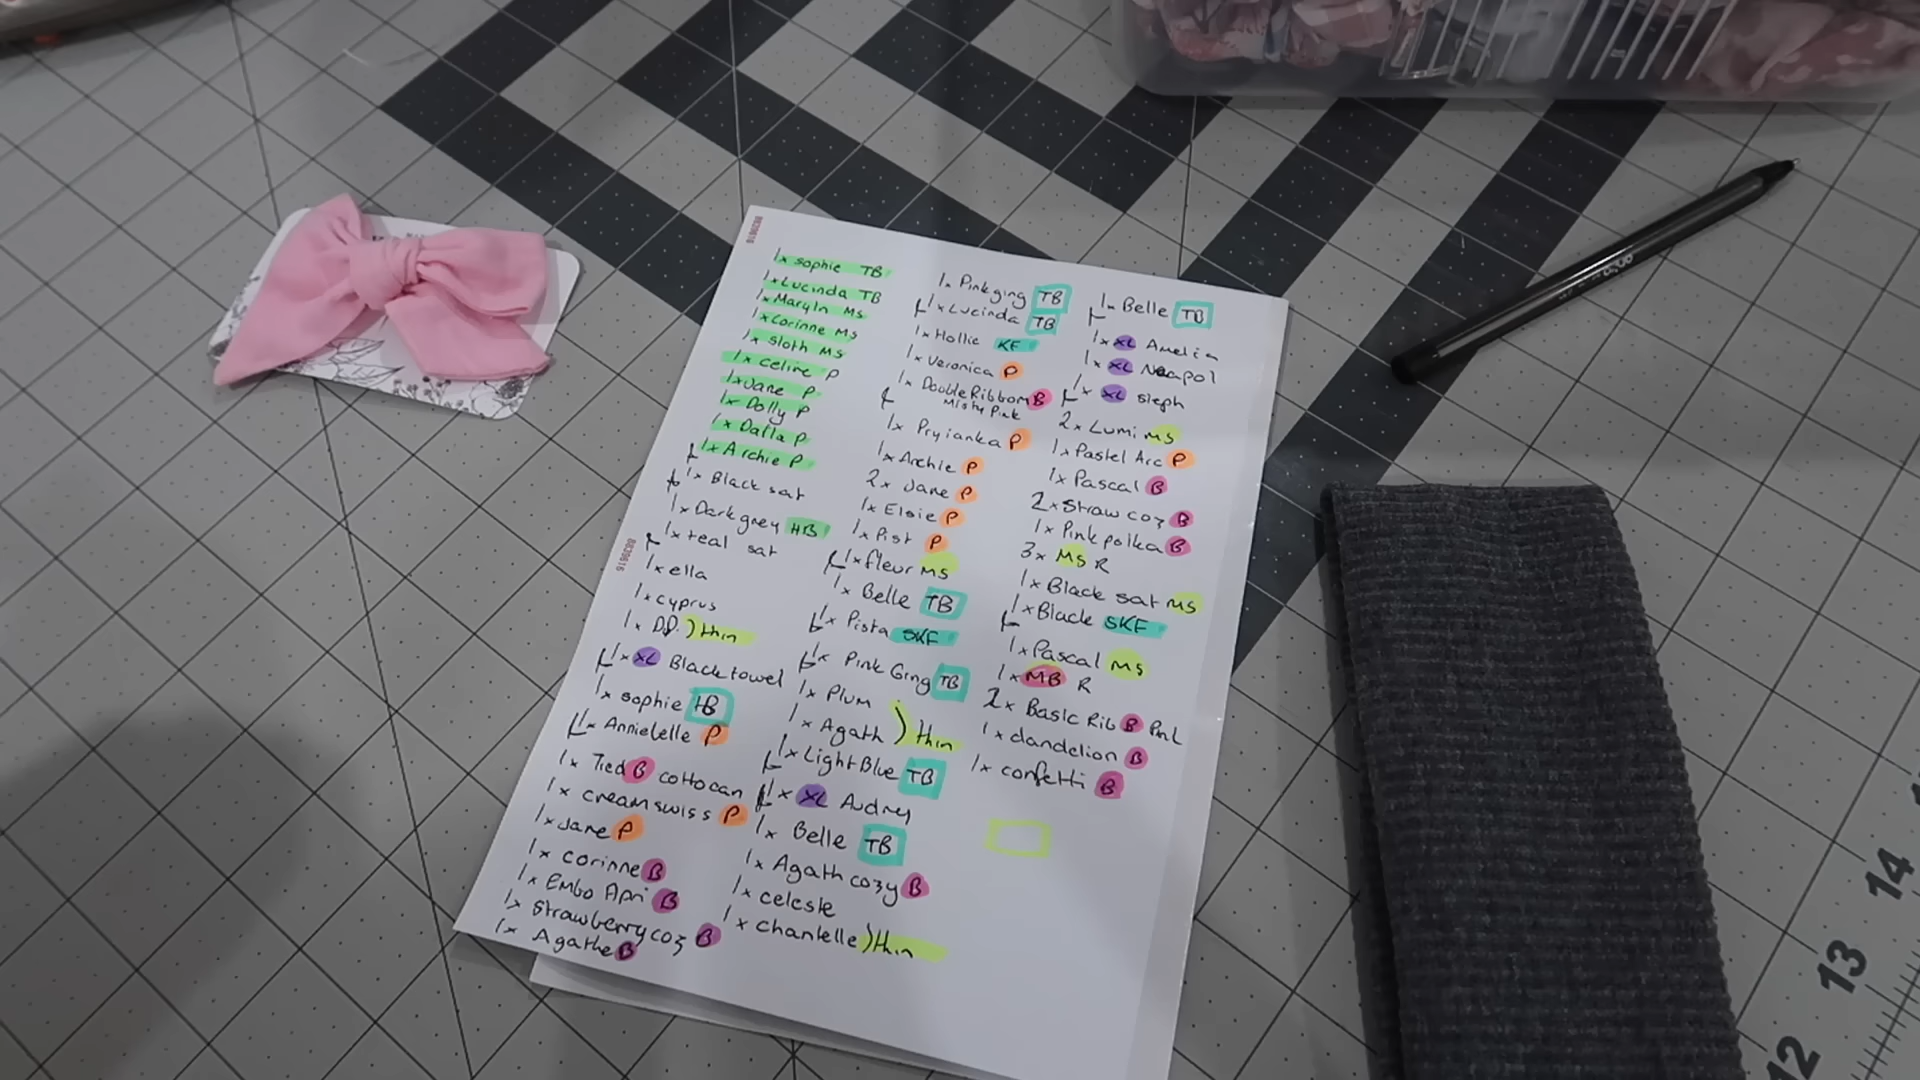 1x sophie TB
1x Lucinda TB
1x Maryln MS
1x Corinne MS
1x sloth MS
1x celine P
1x Jane P
1x Dolly P
1x Dalla P
1x Archie P
1x Black sat
1x Dark grey HB
1x teal sat
1x ella
1x cyprus
1x D.P. ) thin
1x XL Black towel
1x sophie TB
1x Annielelle P
1x Tied B cottocan
1x cream swiss P
1x Jane P
1x corinne B
1x Embo Apri B
1x Strawberry coz B
1x Agathe B
1x Pink ging TB
1x Lucinda TB
1x Hollie KF
1x Veronica P
1x Double Ribbom B
Misty Pink
1x Pryianka P
1x Archie P
2x Jane P
1x Elsie P
1x Pist P
1x fleur MS
1x Belle TB
1x Pista SKF
1x Pink Ging TB
1x Plum
1x Agath ) thin
1x Light Blue TB
1x XL Audrey
1x Belle TB
1x Agath cozy B
1x celeste
1x chantelle ) thin
1x Belle TB
1x XL Amelia
1x XL Neapol
1x XL steph
2x Lumi MS
1x Pastel Arc P
1x Pascal B
2x Straw coz B
1x Pink polka B
3x MS R
1x Black sat MS
1x Black SKF
1x Pascal MS
1x MB R
2x Basic Rib B
1x dandelion B
1x confetti B
14
13
12